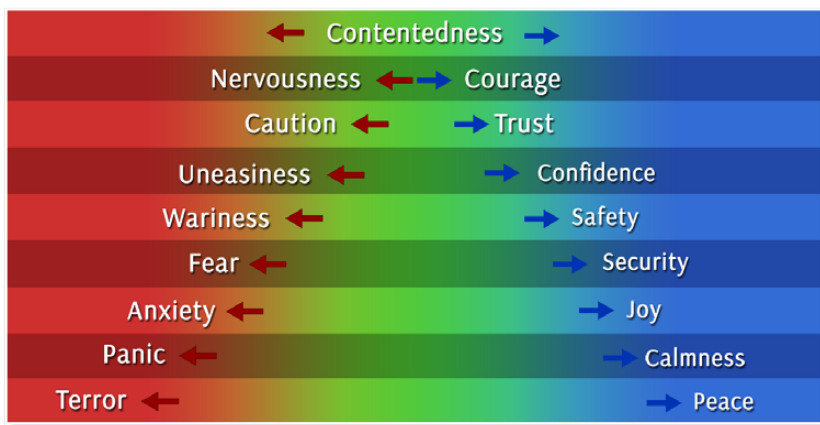 Contentedness
Nervousness Courage
Caution Trust
Uneasiness Confidence
Wariness Safety
Fear Security
Anxiety Joy
Panic Calmness
Terror Peace